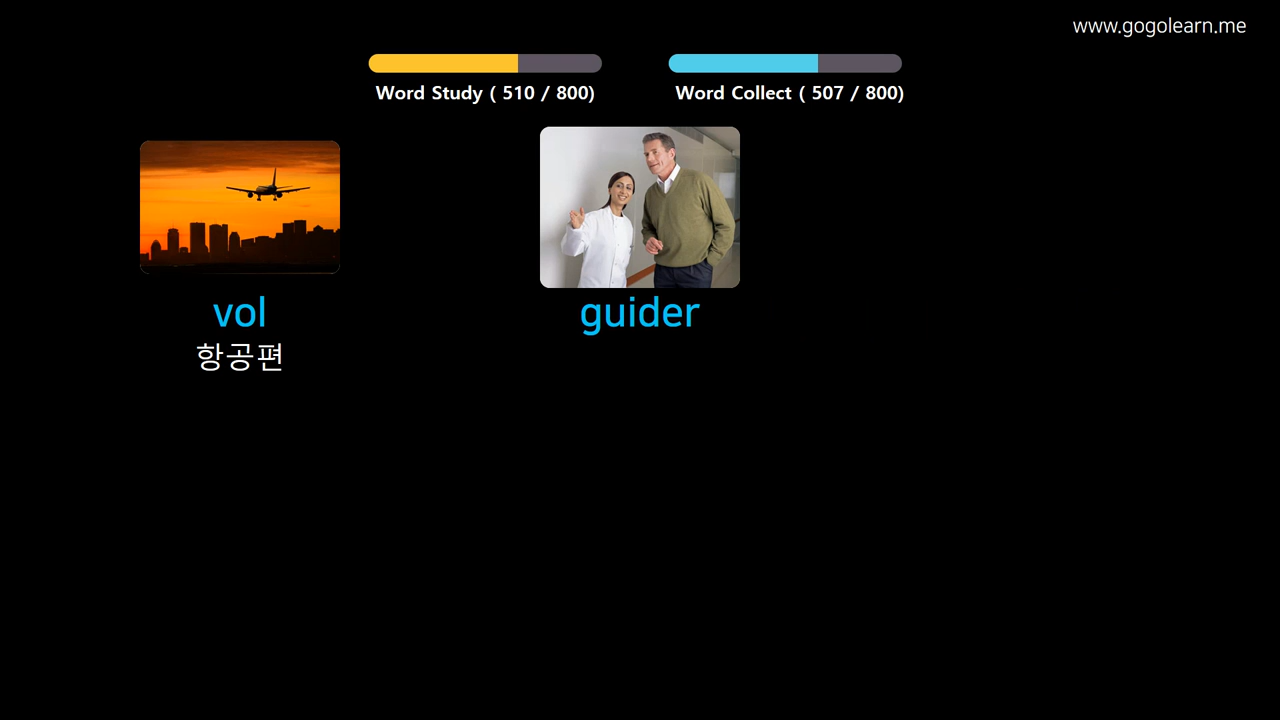 www.gogolearn.me
Word Study ( 510 / 800)
Word Collect ( 507 / 800)
vol
항공편
guider